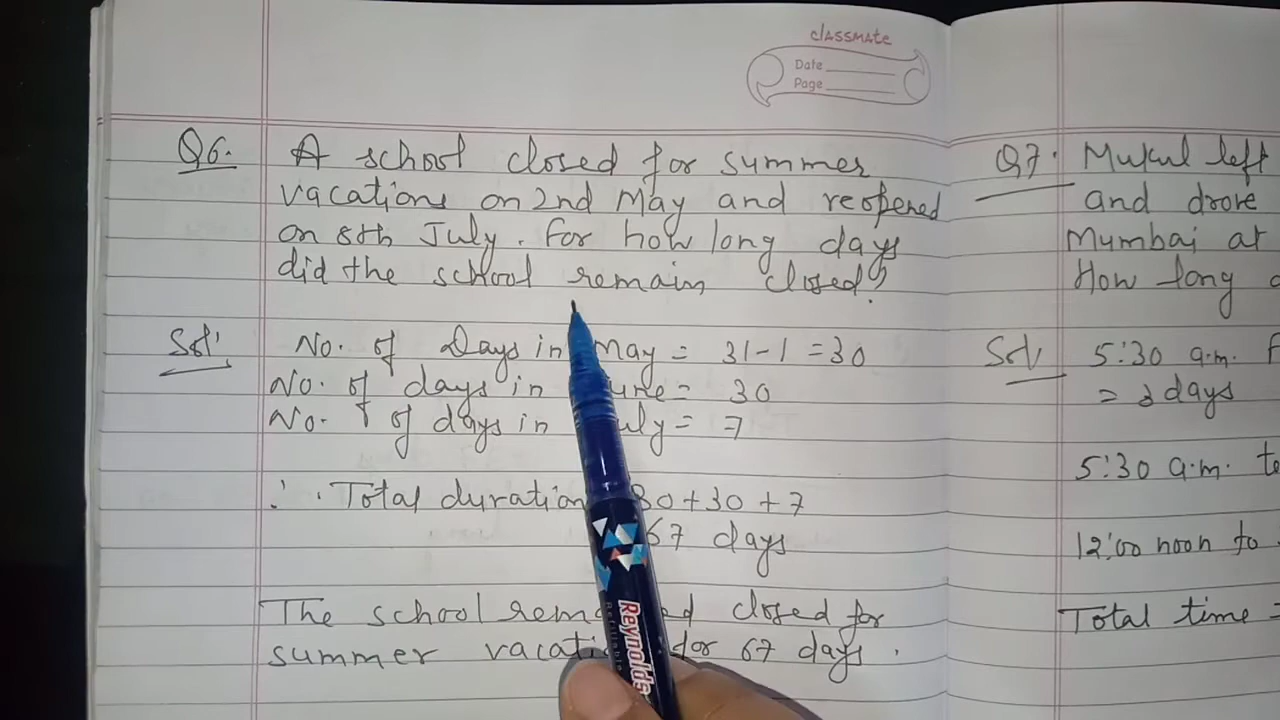 classmate
Date
Page
Q6. A school closed for summer
vacations on 2nd May and reopened
on 8th July. For how long days
did the school remain closed?
Sol. No. of Days in May = 31-1 = 30
No. of days in = 30
No. of days in = 7
∴ Total duration 30+30+7
67 days
The school closed for
summer for 67 days.
Reynolds
Q7. Mukul left
and drove
Mumbai at
How long
Sol. 5:30 a.m.
= 2 days
5:30 a.m. to
12:00 noon to
Total time =